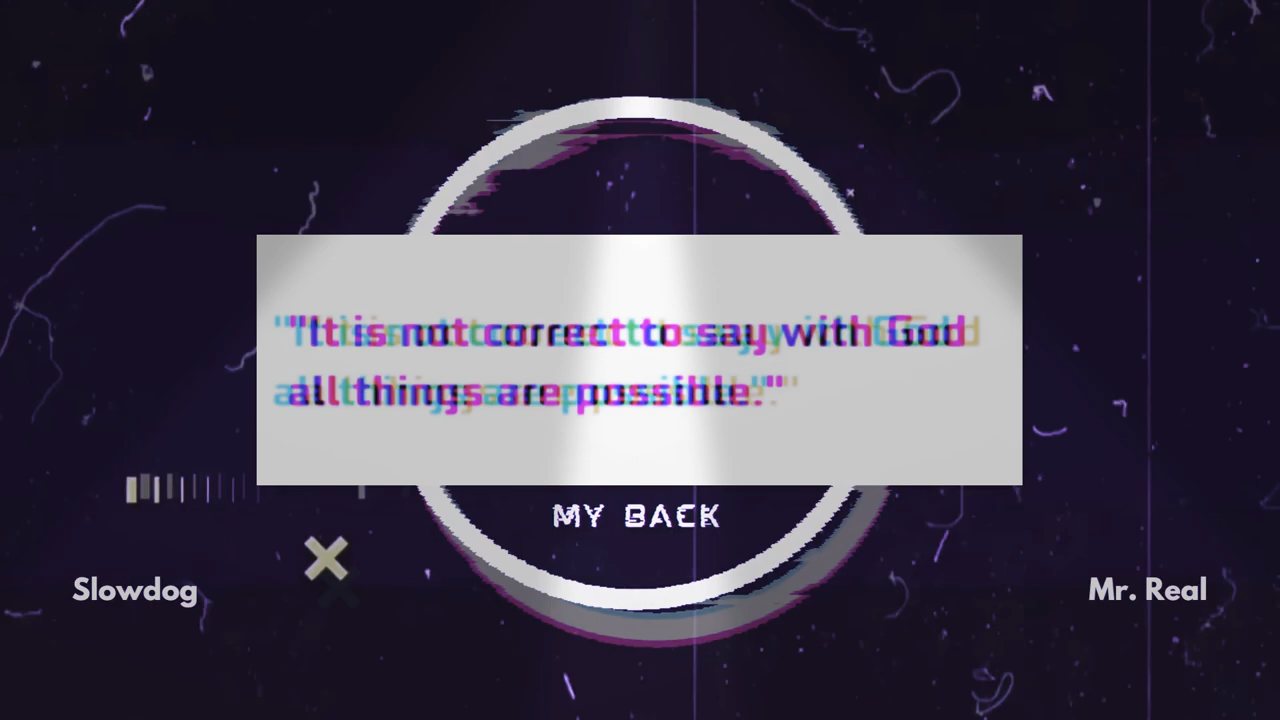 "It is not correct to say with God
all things are possible."
MY BACK
Slowdog
Mr. Real